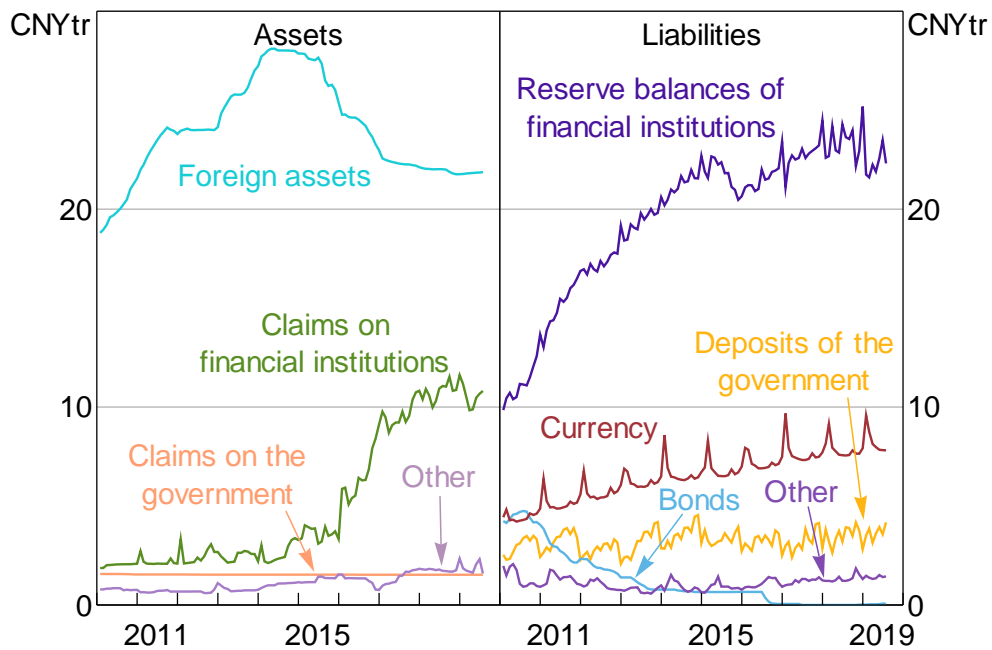 CNYtr
Assets
Liabilities
CNYtr
Reserve balances of
financial institutions
Foreign assets
20
20
Claims on
financial institutions
Deposits of the
government
10
10
Currency
Claims on the
government
Other
Bonds
Other
0
0
2011
2015
2011
2015
2019